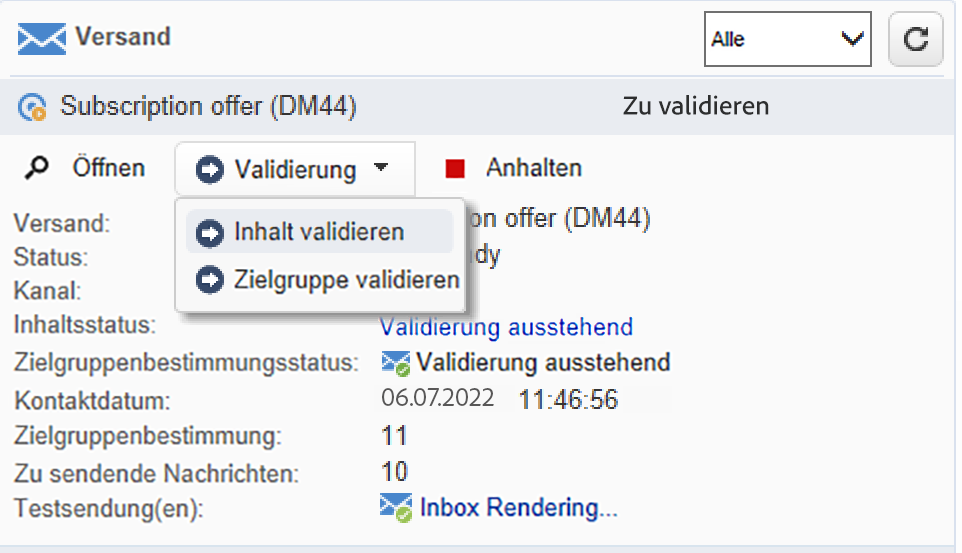 Versand
Alle
Subscription offer (DM44) Zu validieren
Öffnen Validierung Anhalten
Versand: on offer (DM44)
Inhalt validieren
Status: dy
Zielgruppe validieren
Kanal:
Inhaltsstatus: Validierung ausstehend
Zielgruppenbestimmungsstatus: Validierung ausstehend
Kontaktdatum: 06.07.2022 11:46:56
Zielgruppenbestimmung: 11
Zu sendende Nachrichten: 10
Testsendung(en): Inbox Rendering...